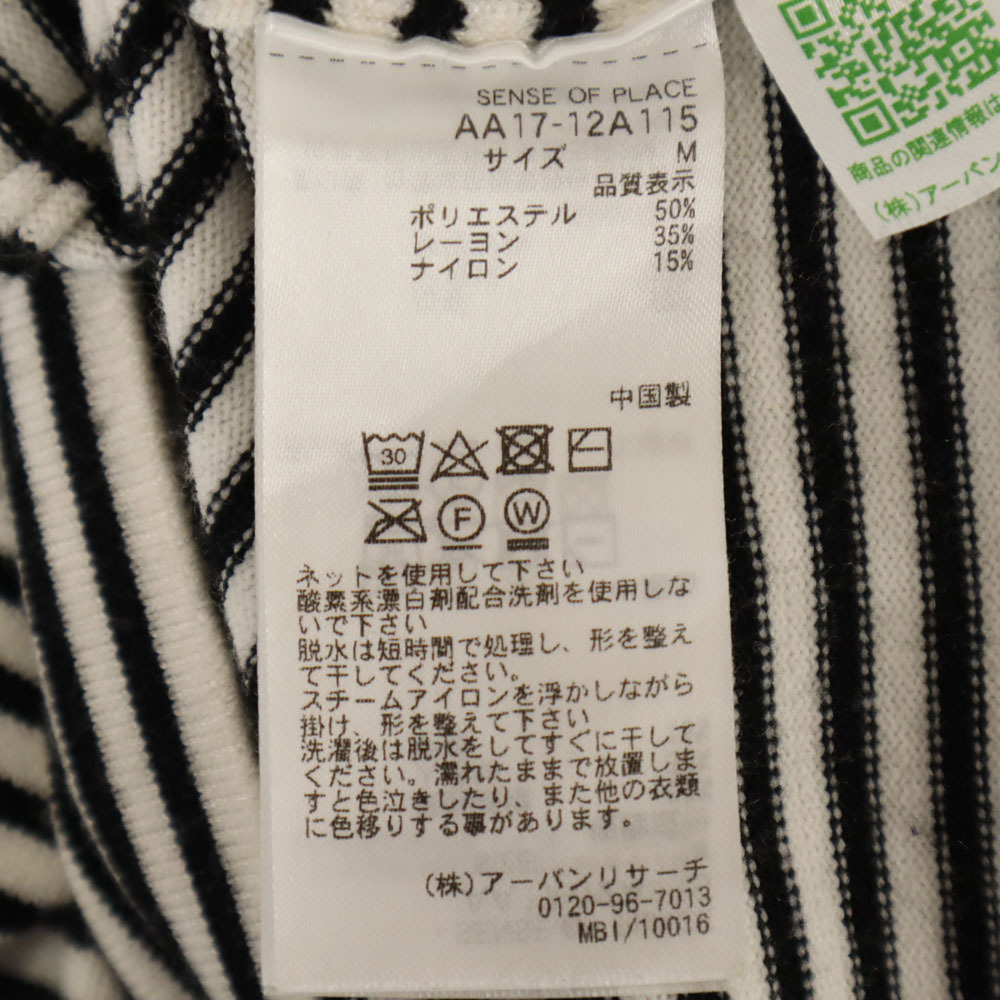 SENSE OF PLACE
AA17-12A115
サイズ M
品質表示
ポリエステル 50%
レーヨン 35%
ナイロン 15%
中国製
30
F W
ネットを使用して下さい
酸素系漂白剤配合洗剤を使用しな
いで下さい
脱水は短時間で処理し、形を整え
て干してください。
スチームアイロンを浮かしながら
掛け、形を整えて下さい
洗濯後は脱水をしてすぐに干して
ください。濡れたままで放置しま
すと色泣きしたり、また他の衣類
に色移りする事があります。
(株)アーバンリサーチ
0120-96-7013
MBI/10016
商品の関連情報は
(株)アーバン